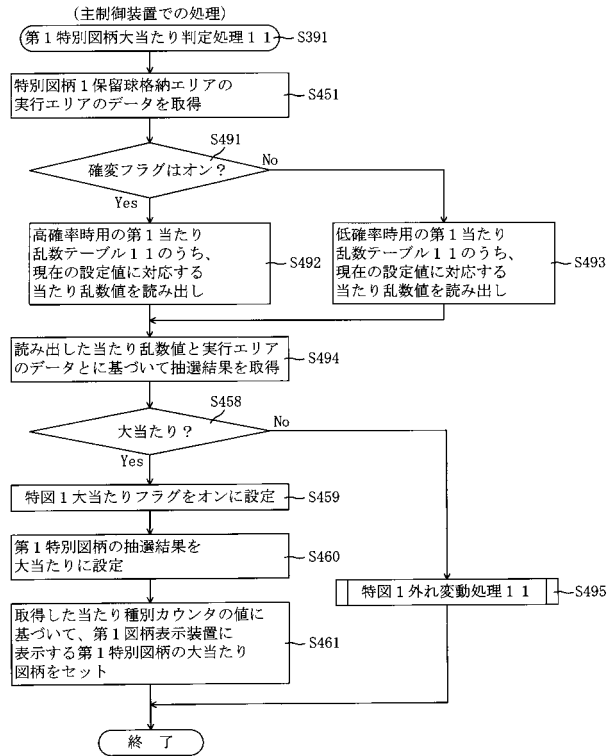 (主制御装置での処理)
第1特別図柄大当たり判定処理11
S391
特別図柄1保留球格納エリアの
実行エリアのデータを取得
S451
S491
確変フラグはオン?
No
Yes
高確率時用の第1当たり
乱数テーブル11のうち、
現在の設定値に対応する
当たり乱数値を読み出し
S492
低確率時用の第1当たり
乱数テーブル11のうち、
現在の設定値に対応する
当たり乱数値を読み出し
S493
読み出した当たり乱数値と実行エリア
のデータとに基づいて抽選結果を取得
S494
S458
大当たり?
No
Yes
特図1大当たりフラグをオンに設定
S459
第1特別図柄の抽選結果を
大当たりに設定
S460
特図1外れ変動処理11
S495
取得した当たり種別カウンタの値に
基づいて、第1図柄表示装置に
表示する第1特別図柄の大当たり
図柄をセット
S461
終 了